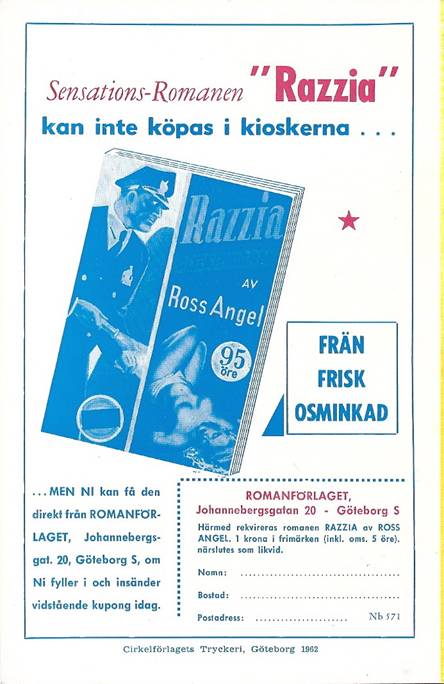 Sensations-Romanen "Razzia"
kan inte köpas i kioskerna . . .
Razzia
AV
Ross Angel
95
öre
FRÄN
FRISK
OSMINKAD
. . . MEN NI kan få den
direkt från ROMANFÖR-
LAGET, Johannebergs-
gat. 20, Göteborg S, om
Ni fyller i och insänder
vidstående kupong idag.
ROMANFÖRLAGET,
Johannebergsgatan 20 - Göteborg S
Härmed rekvireras romanen RAZZIA av ROSS
ANGEL. 1 krona i frimärken (inkl. oms. 5 öre).
närslutes som likvid.
Namn: ................................
Bostad: ................................
Postadress: ...................... Nb 571
Cirkelförlagets Tryckeri, Göteborg 1962